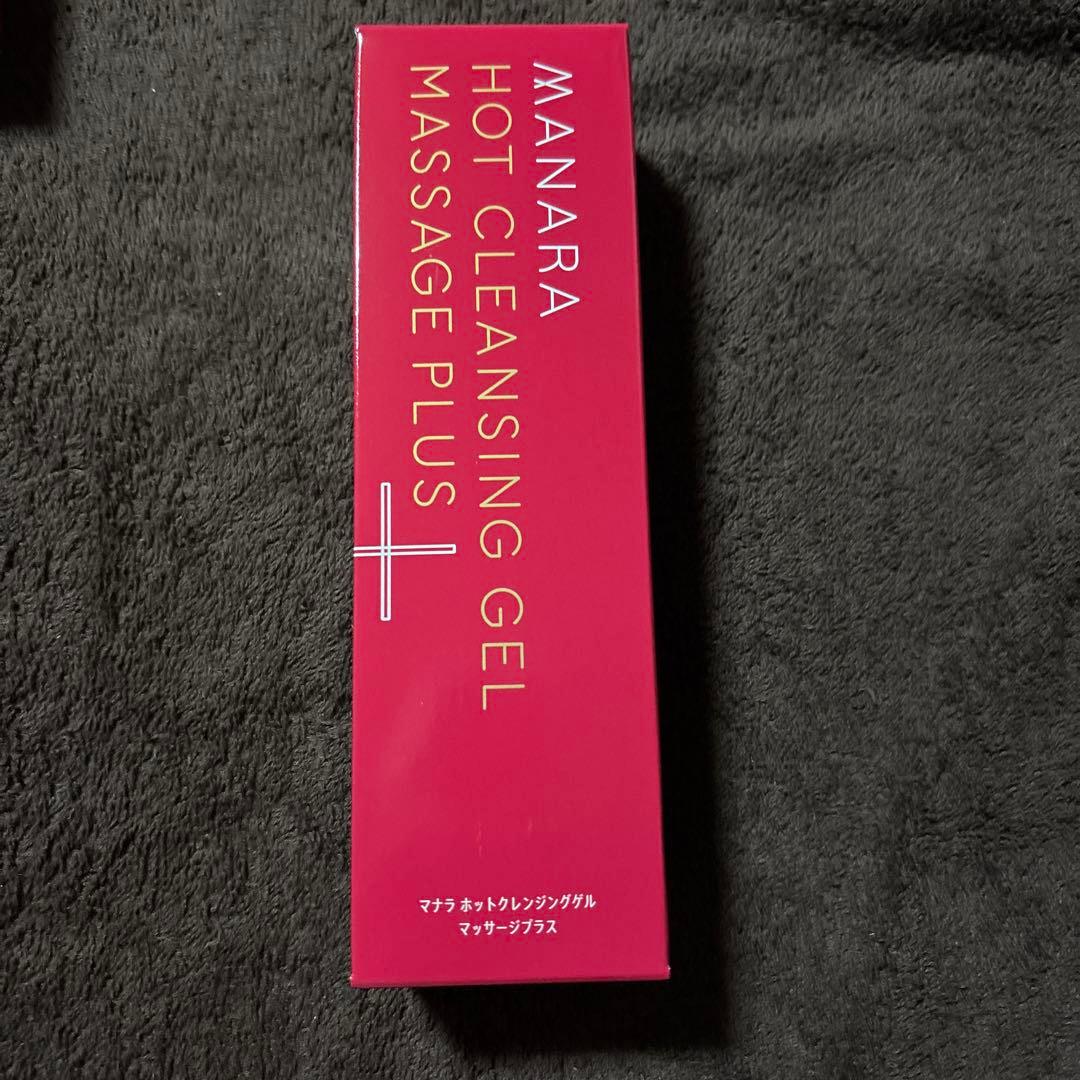 MANARA
HOT CLEANSING GEL
MASSAGE PLUS
マナラ ホットクレンジングゲル
マッサージプラス